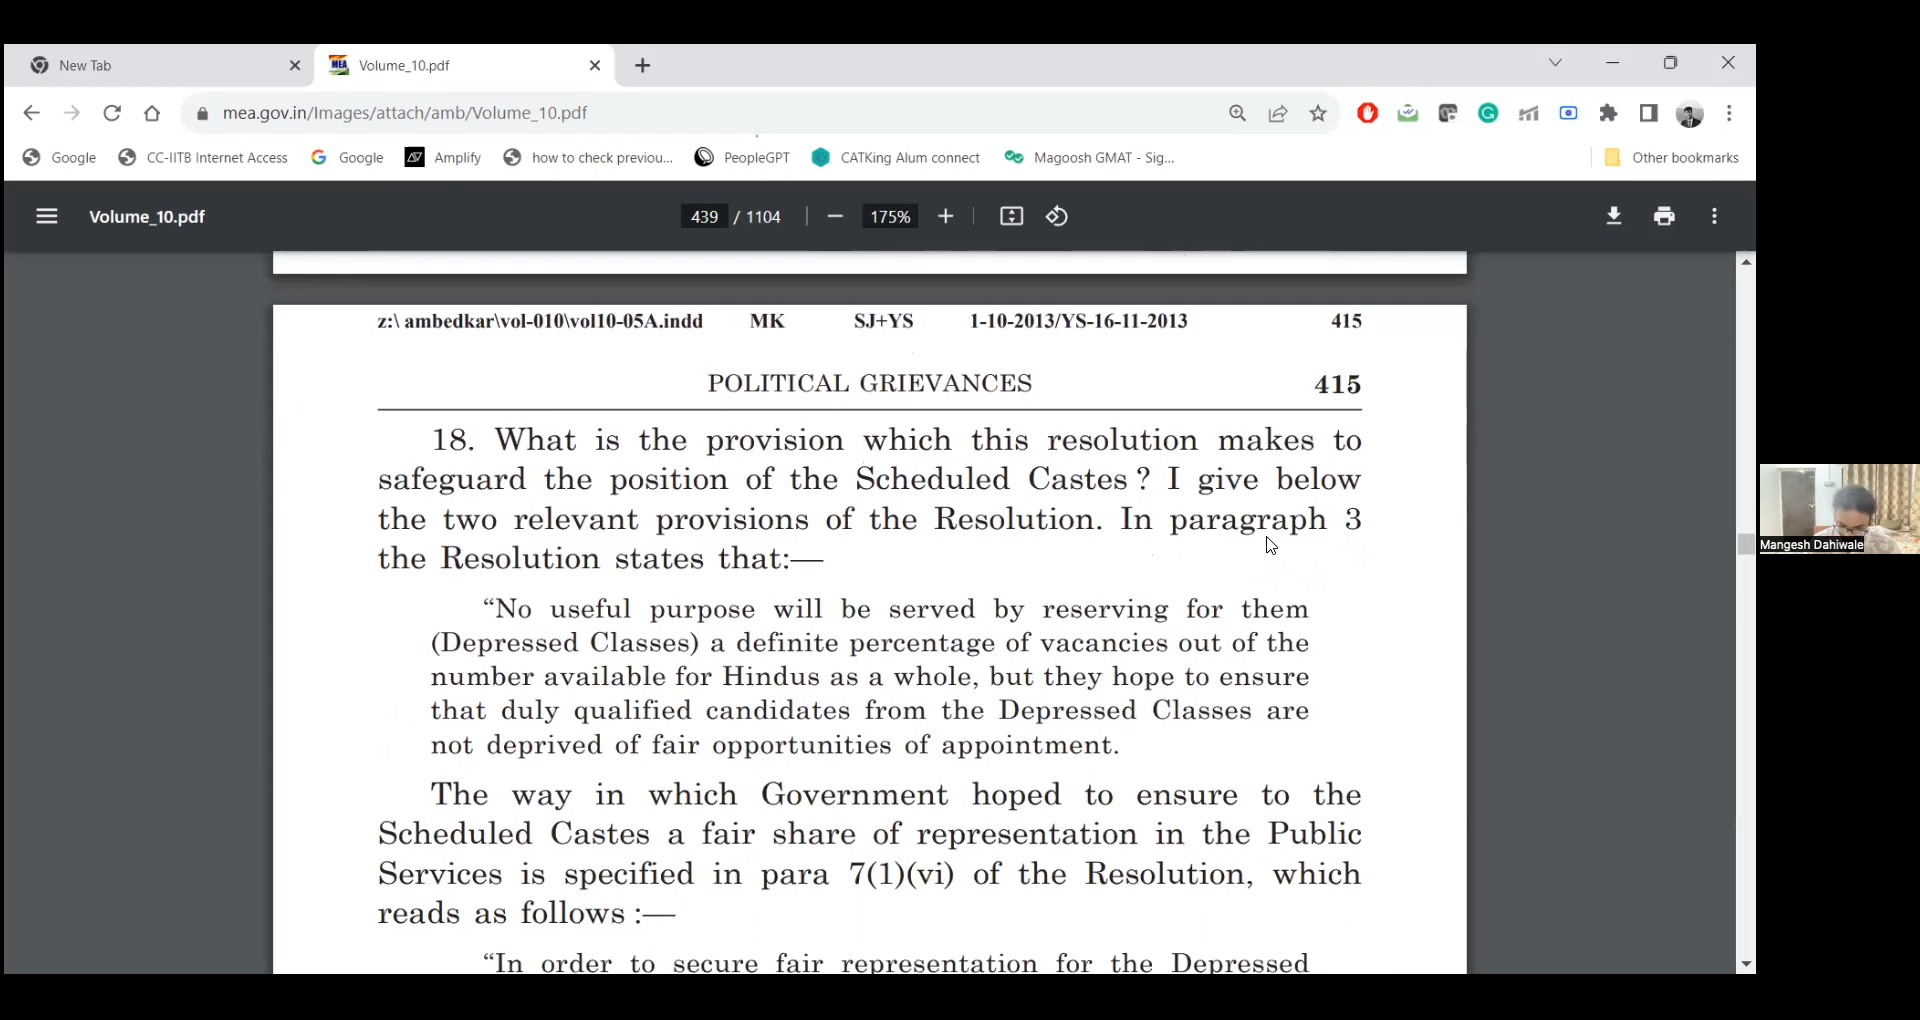 New Tab
Volume_10.pdf
mea.gov.in/Images/attach/amb/Volume_10.pdf
Google
CC-IITB Internet Access
Google
Amplify
how to check previou...
PeopleGPT
CATKing Alum connect
Magoosh GMAT - Sig...
Other bookmarks
Volume_10.pdf
439 / 1104
175%
z:\ ambedkar\vol-010\vol10-05A.indd MK SJ+YS 1-10-2013/YS-16-11-2013 415
POLITICAL GRIEVANCES 415
18. What is the provision which this resolution makes to
safeguard the position of the Scheduled Castes ? I give below
the two relevant provisions of the Resolution. In paragraph 3
the Resolution states that:—
“No useful purpose will be served by reserving for them
(Depressed Classes) a definite percentage of vacancies out of the
number available for Hindus as a whole, but they hope to ensure
that duly qualified candidates from the Depressed Classes are
not deprived of fair opportunities of appointment.
The way in which Government hoped to ensure to the
Scheduled Castes a fair share of representation in the Public
Services is specified in para 7(1)(vi) of the Resolution, which
reads as follows :—
“In order to secure fair representation for the Depressed
Mangesh Dahiwale